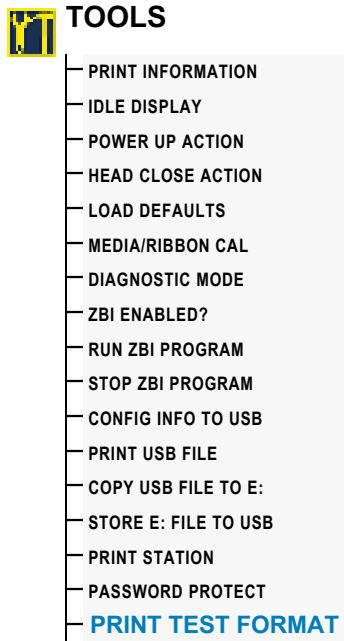 TOOLS
PRINT INFORMATION
IDLE DISPLAY
POWER UP ACTION
HEAD CLOSE ACTION
LOAD DEFAULTS
MEDIA/RIBBON CAL
DIAGNOSTIC MODE
ZBI ENABLED?
RUN ZBI PROGRAM
STOP ZBI PROGRAM
CONFIG INFO TO USB
PRINT USB FILE
COPY USB FILE TO E:
STORE E: FILE TO USB
PRINT STATION
PASSWORD PROTECT
PRINT TEST FORMAT